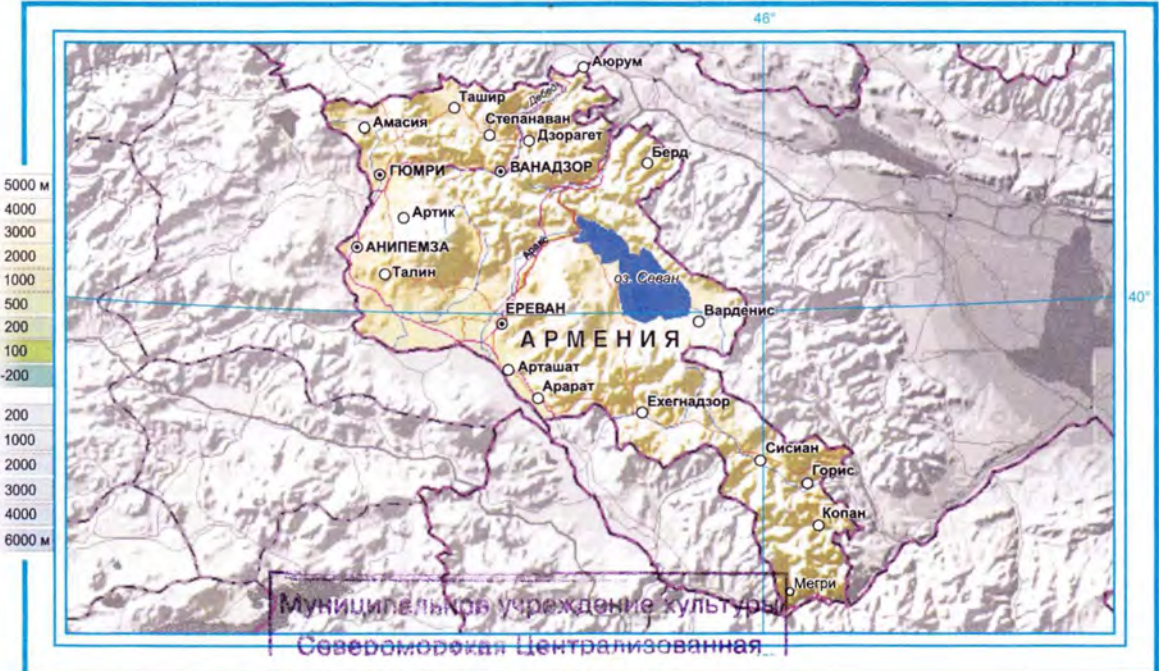 46°
Аюрум
Дебед
Ташир
Степанаван
Амасия
Дзорагет
Берд
ГЮМРИ
ВАНАДЗОР
5000 м
4000
3000
2000
1000
500
200
100
-200
200
1000
2000
3000
4000
6000 м
Артик
АНИПЕМЗА
Аракс
Талин
оз. Севан
40°
ЕРЕВАН
Варденис
АРМЕНИЯ
Арташат
Арарат
Ехегнадзор
Сисиан
Горис
Копан
Мегри
Муниципальное учреждение культуры
Североморская Централизованная